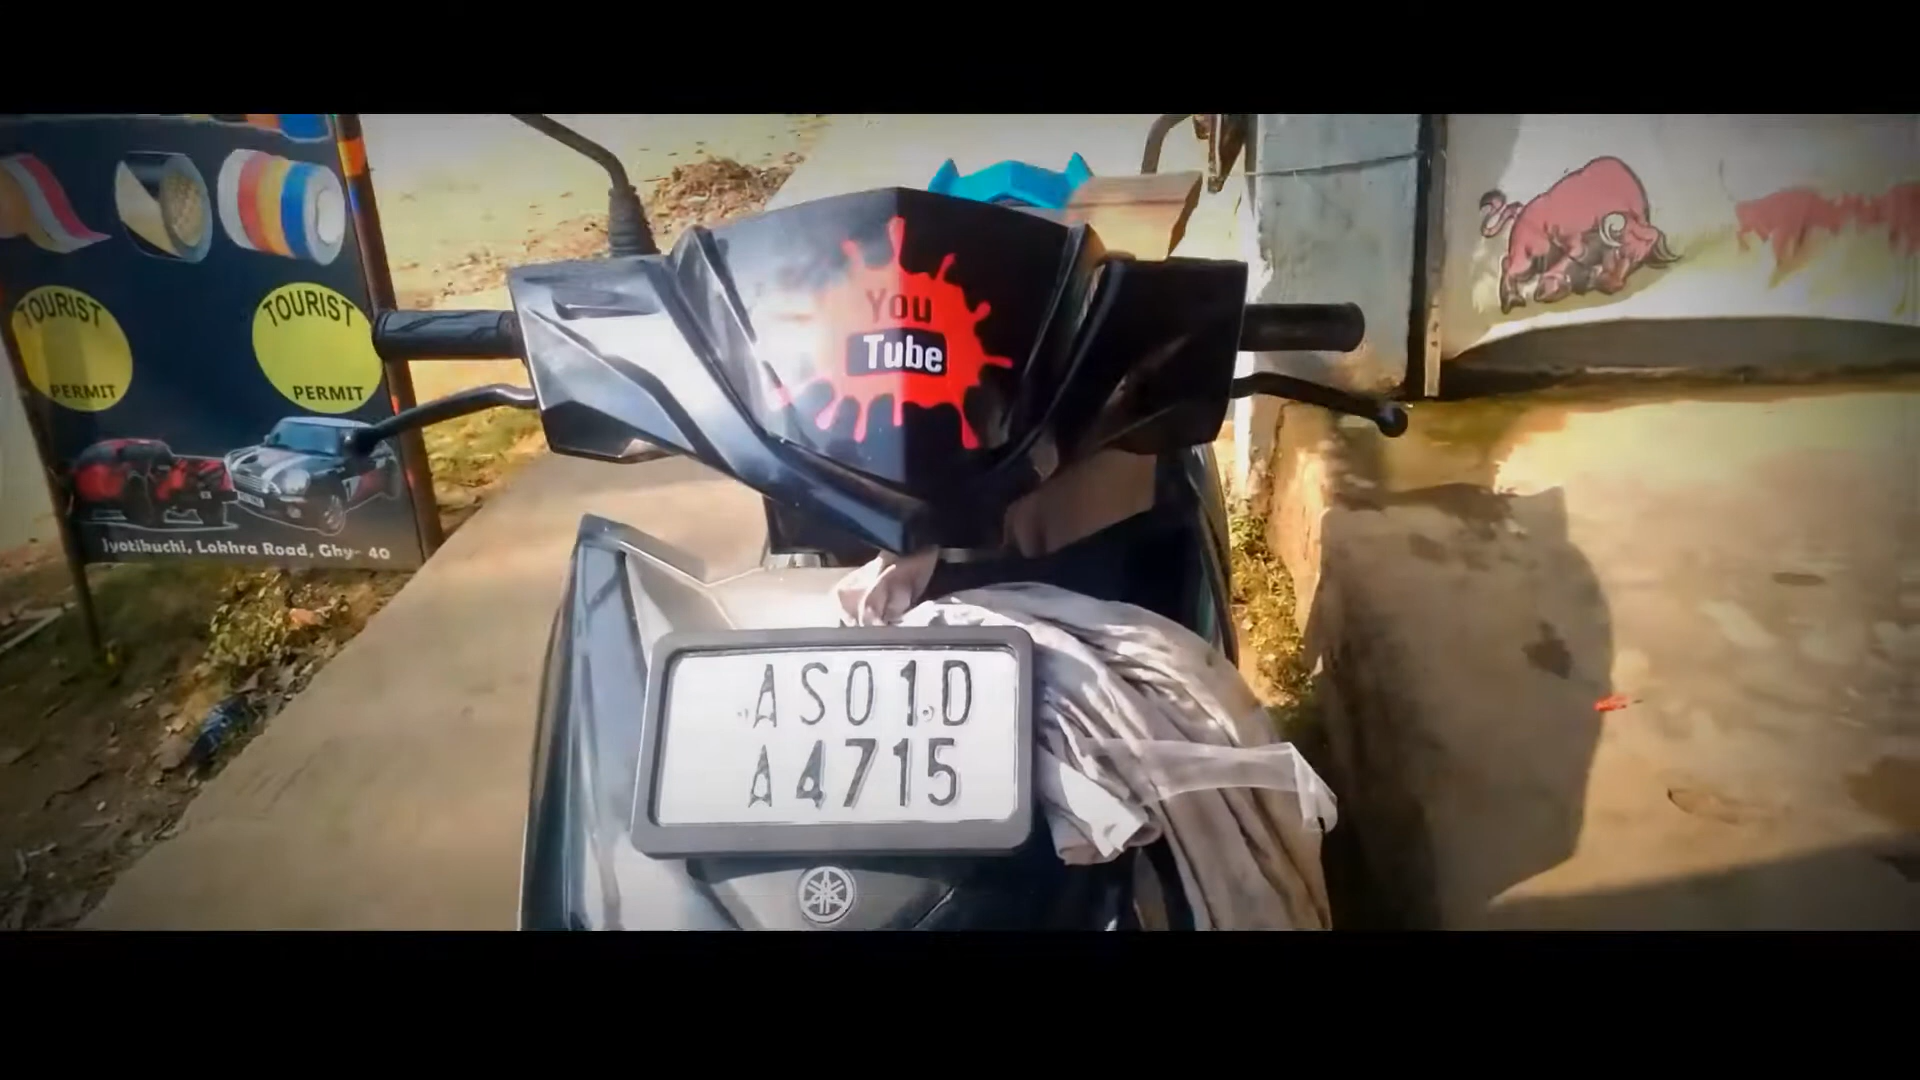 TOURIST
PERMIT
TOURIST
PERMIT
Jyotikuchi, Lokhra Road, Ghy- 40
You
Tube
AS01D
A4715